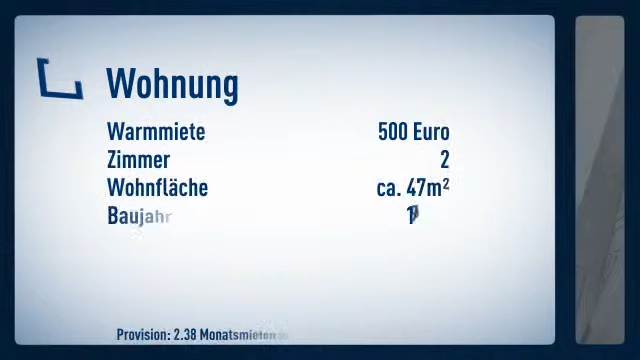 Wohnung
Warmmiete 500 Euro
Zimmer 2
Wohnfläche ca. 47m²
Baujahr
Provision: 2.38 Monatsmieten